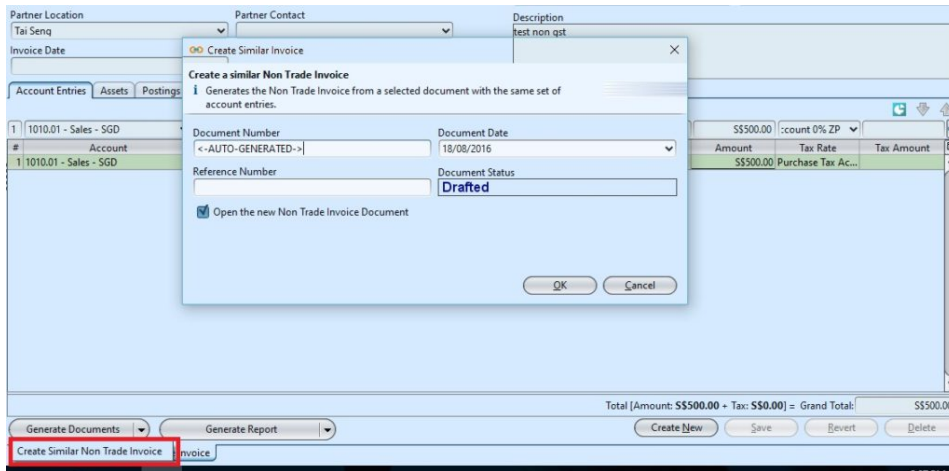 Partner Location
Partner Contact
Description
Tai Seng
test non gst
Invoice Date
Create Similar Invoice
Create a similar Non Trade Invoice
Generates the Non Trade Invoice from a selected document with the same set of
account entries.
Account Entries Assets Postings
Document Number
Document Date
<-AUTO-GENERATED->
18/08/2016
Reference Number
Document Status
Drafted
Open the new Non Trade Invoice Document
OK Cancel
1 1010.01 - Sales - SGD S$500.00 :count 0% ZP
# Account Amount Tax Rate Tax Amount
1 1010.01 - Sales - SGD S$500.00 Purchase Tax Ac...
Total [Amount: S$500.00 + Tax: S$0.00] = Grand Total: S$500.00
Generate Documents Generate Report Create New Save Revert Delete
Create Similar Non Trade Invoice nvoice